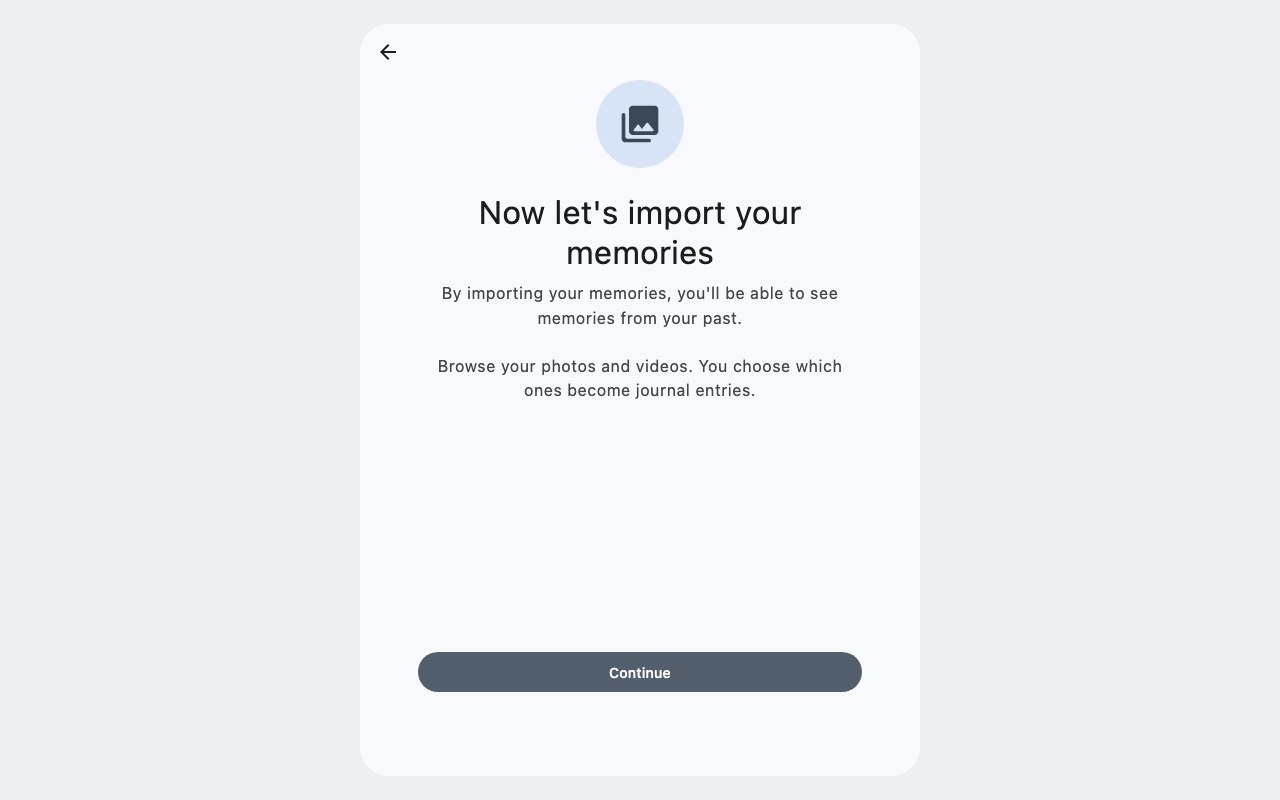 Now let's import your
memories
By importing your memories, you'll be able to see
memories from your past.
Browse your photos and videos. You choose which
ones become journal entries.
Continue